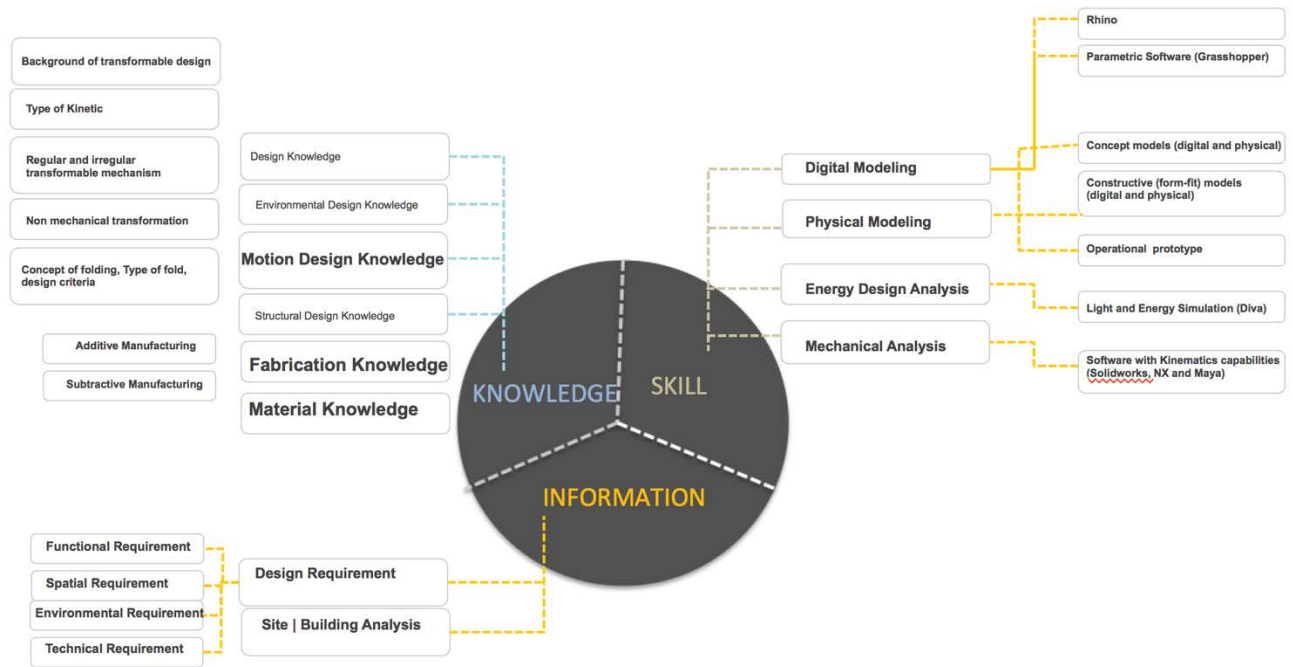 Background of transformable design
Type of Kinetic
Regular and irregular
transformable mechanism
Non mechanical transformation
Concept of folding, Type of fold,
design criteria
Additive Manufacturing
Subtractive Manufacturing
Design Knowledge
Environmental Design Knowledge
Motion Design Knowledge
Structural Design Knowledge
Fabrication Knowledge
Material Knowledge
KNOWLEDGE
SKILL
INFORMATION
Digital Modeling
Physical Modeling
Energy Design Analysis
Mechanical Analysis
Rhino
Parametric Software (Grasshopper)
Concept models (digital and physical)
Constructive (form-fit) models
(digital and physical)
Operational prototype
Light and Energy Simulation (Diva)
Software with Kinematics capabilities
(Solidworks, NX and Maya)
Functional Requirement
Spatial Requirement
Environmental Requirement
Technical Requirement
Design Requirement
Site | Building Analysis